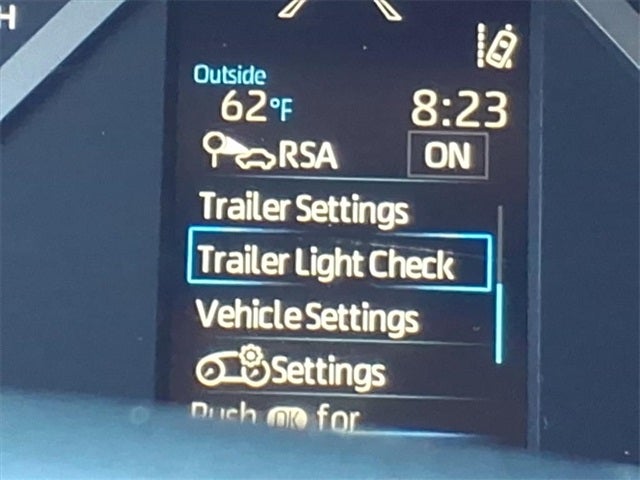 H
Outside
62°F 8:23
RSA ON
Trailer Settings
Trailer Light Check
Vehicle Settings
Settings
Push OK for